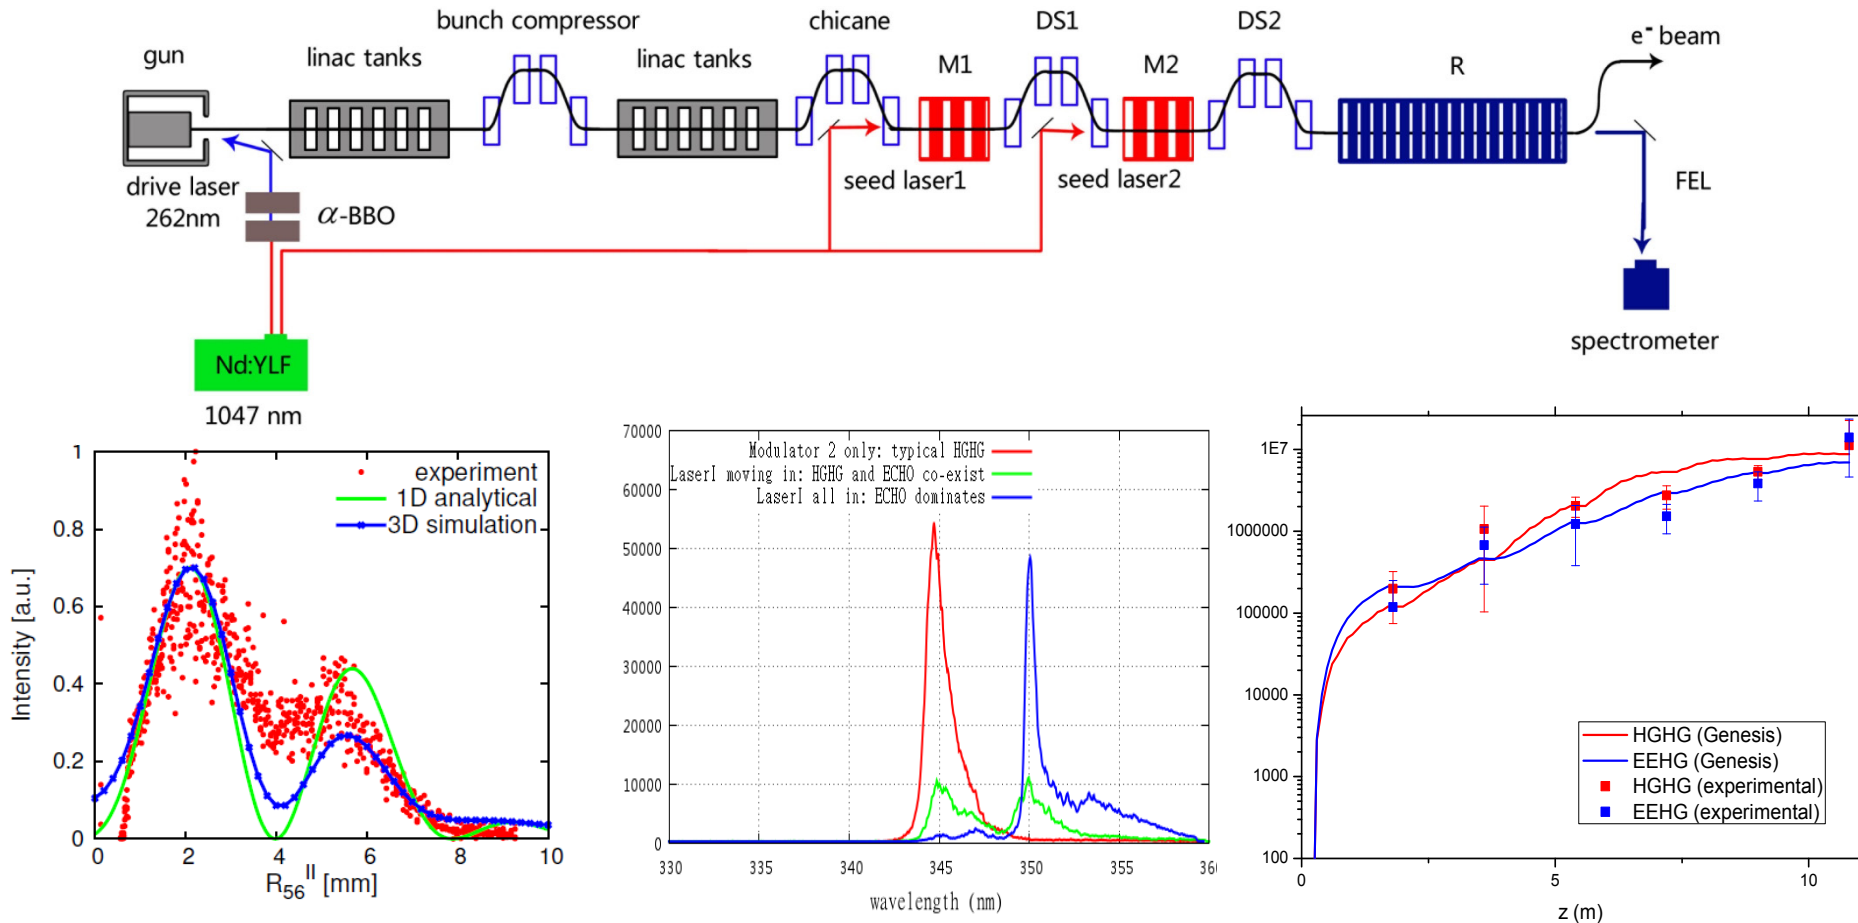 bunch compressor
chicane
DS1
DS2
gun
linac tanks
linac tanks
M1
M2
R
e⁻ beam
drive laser
262nm
α-BBO
seed laser1
seed laser2
FEL
spectrometer
Nd:YLF
1047 nm
Intensity [a.u.]
1
0.8
0.6
0.4
0.2
0
experiment
1D analytical
3D simulation
0 2 4 6 8 10
R₅₆ᴵᴵ [mm]
70000
60000
50000
40000
30000
20000
10000
0
Modulator 2 only: typical HGHG
LaserI moving in: HGHG and ECHO co-exist
LaserI all in: ECHO dominates
330 335 340 345 350 355
wavelength (nm)
1E7
1000000
100000
10000
1000
100
HGHG (Genesis)
EEHG (Genesis)
HGHG (experimental)
EEHG (experimental)
0 5 10
z (m)